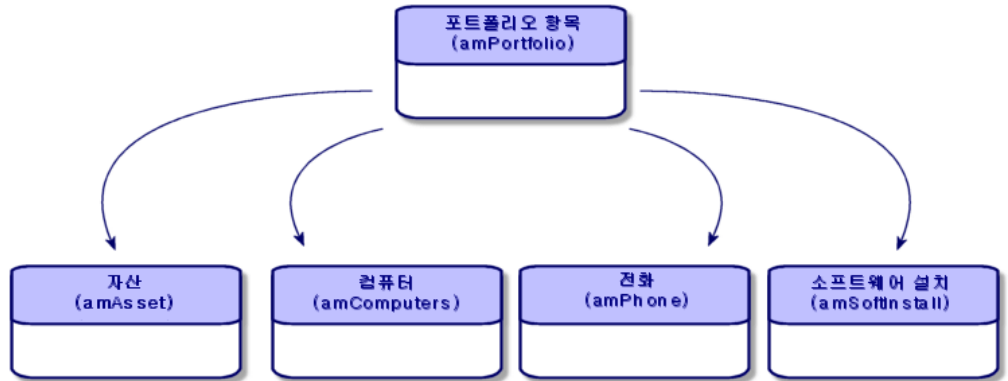 포트폴리오 항목
(amPortfolio)
자산
(amAsset)
컴퓨터
(amComputers)
전화
(amPhone)
소프트웨어 설치
(amSoftInstall)